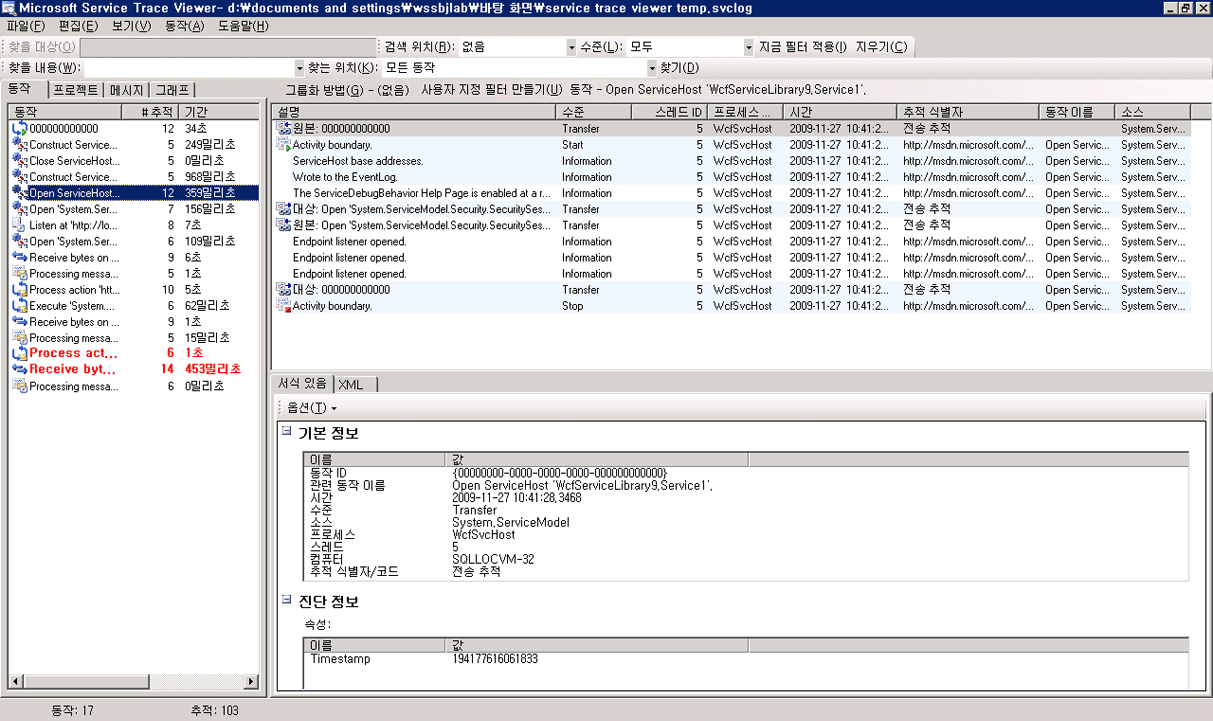 Microsoft Service Trace Viewer- d:₩documents and settings₩wssbjlab₩바탕 화면₩service trace viewer temp.svclog
파일(F) 편집(E) 보기(V) 동작(A) 도움말(H)
찾을 대상(O) 검색 위치(R): 없음 수준(L): 모두 지금 필터 적용(I) 지우기(C)
찾을 내용(W): 찾는 위치(K): 모든 동작 찾기(D)
동작 프로젝트 메시지 그래프 그룹화 방법(G) - (없음) 사용자 지정 필터 만들기(U) 동작 - Open ServiceHost 'WcfServiceLibrary9.Service1'.
동작 # 추적 기간
000000000000 12 34초
Construct Service... 5 249밀리초
Close ServiceHost... 5 0밀리초
Construct Service... 5 968밀리초
Open ServiceHost... 12 359밀리초
Open 'System.Ser... 7 156밀리초
Listen at 'http://lo... 8 7초
Open 'System.Ser... 6 109밀리초
Receive bytes on ... 9 6초
Processing messa... 5 1초
Process action 'htt... 10 5초
Execute 'System.... 6 62밀리초
Receive bytes on ... 9 1초
Processing messa... 5 15밀리초
Process act... 6 1초
Receive byt... 14 453밀리초
Processing messa... 6 0밀리초
설명 수준 스레드 ID 프로세스 ... 시간 추적 식별자 동작 이름 소스
원본: 000000000000 Transfer 5 WcfSvcHost 2009-11-27 10:41:2... 전송 추적 System.Serv...
Activity boundary. Start 5 WcfSvcHost 2009-11-27 10:41:2... http://msdn.microsoft.com/... Open Servic... System.Serv...
ServiceHost base addresses. Information 5 WcfSvcHost 2009-11-27 10:41:2... http://msdn.microsoft.com/... Open Servic... System.Serv...
Wrote to the EventLog. Information 5 WcfSvcHost 2009-11-27 10:41:2... http://msdn.microsoft.com/... Open Servic... System.Serv...
The ServiceDebugBehavior Help Page is enabled at a r... Information 5 WcfSvcHost 2009-11-27 10:41:2... http://msdn.microsoft.com/... Open Servic... System.Serv...
대상: Open 'System.ServiceModel.Security.SecuritySes... Transfer 5 WcfSvcHost 2009-11-27 10:41:2... 전송 추적 Open Servic... System.Serv...
원본: Open 'System.ServiceModel.Security.SecuritySes... Transfer 5 WcfSvcHost 2009-11-27 10:41:2... 전송 추적 Open Servic... System.Serv...
Endpoint listener opened. Information 5 WcfSvcHost 2009-11-27 10:41:2... http://msdn.microsoft.com/... Open Servic... System.Serv...
Endpoint listener opened. Information 5 WcfSvcHost 2009-11-27 10:41:2... http://msdn.microsoft.com/... Open Servic... System.Serv...
Endpoint listener opened. Information 5 WcfSvcHost 2009-11-27 10:41:2... http://msdn.microsoft.com/... Open Servic... System.Serv...
대상: 000000000000 Transfer 5 WcfSvcHost 2009-11-27 10:41:2... 전송 추적 Open Servic... System.Serv...
Activity boundary. Stop 5 WcfSvcHost 2009-11-27 10:41:2... http://msdn.microsoft.com/... Open Servic... System.Serv...
서식 있음 XML
옵션(T)
기본 정보
이름 값
동작 ID {00000000-0000-0000-0000-000000000000}
관련 동작 이름 Open ServiceHost 'WcfServiceLibrary9.Service1'.
시간 2009-11-27 10:41:28.3468
수준 Transfer
소스 System.ServiceModel
프로세스 WcfSvcHost
스레드 5
컴퓨터 SQLLOCVM-32
추적 식별자/코드 전송 추적
진단 정보
속성:
이름 값
Timestamp 194177616061833
동작: 17 추적: 103